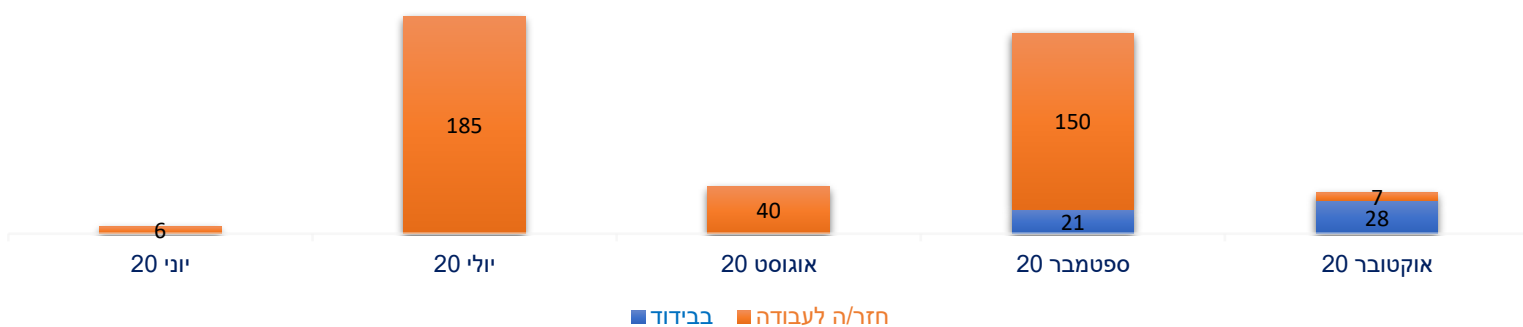 185
150
40
7
6
21
28
יוני 20
יולי 20
אוגוסט 20
ספטמבר 20
אוקטובר 20
חזר/ה לעבודה
בבידוד